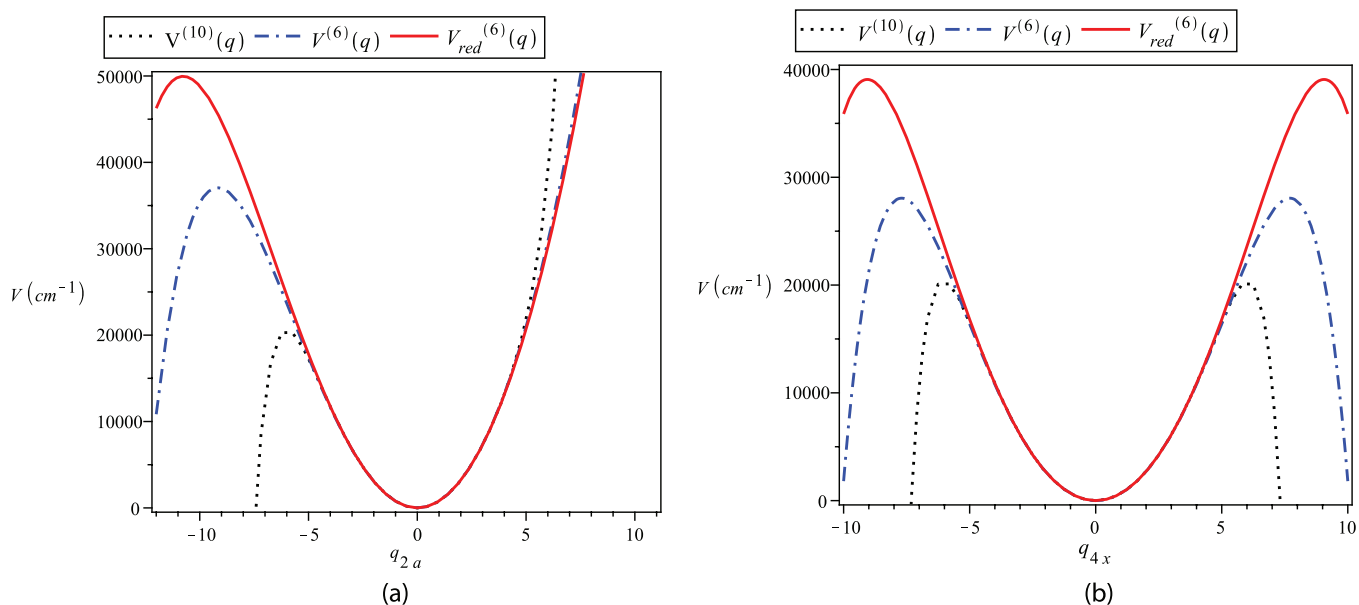 V^(10)(q) V^(6)(q) V_red^(6)(q)
50000
40000
30000
V(cm^-1)
20000
10000
0
-10 -5 0 5 10
q_2a
(a)
V^(10)(q) V^(6)(q) V_red^(6)(q)
40000
30000
V(cm^-1)
20000
10000
0
-10 -5 0 5 10
q_4x
(b)